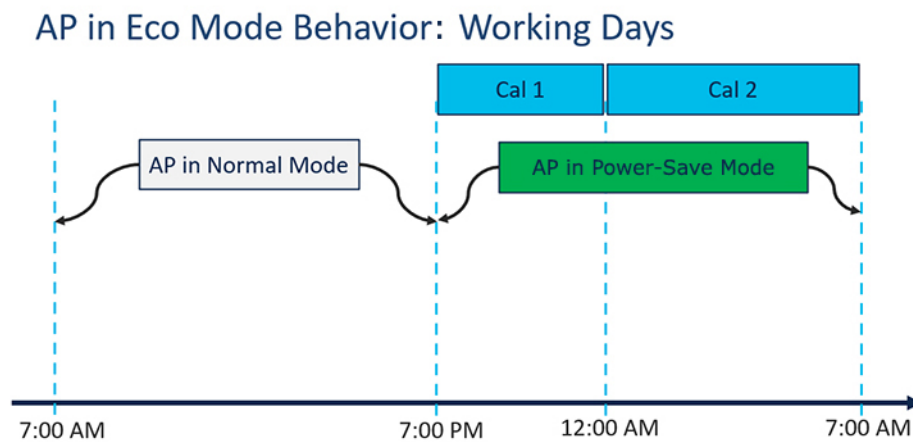 AP in Eco Mode Behavior: Working Days
Cal 1
Cal 2
AP in Normal Mode
AP in Power-Save Mode
7:00 AM
7:00 PM
12:00 AM
7:00 AM